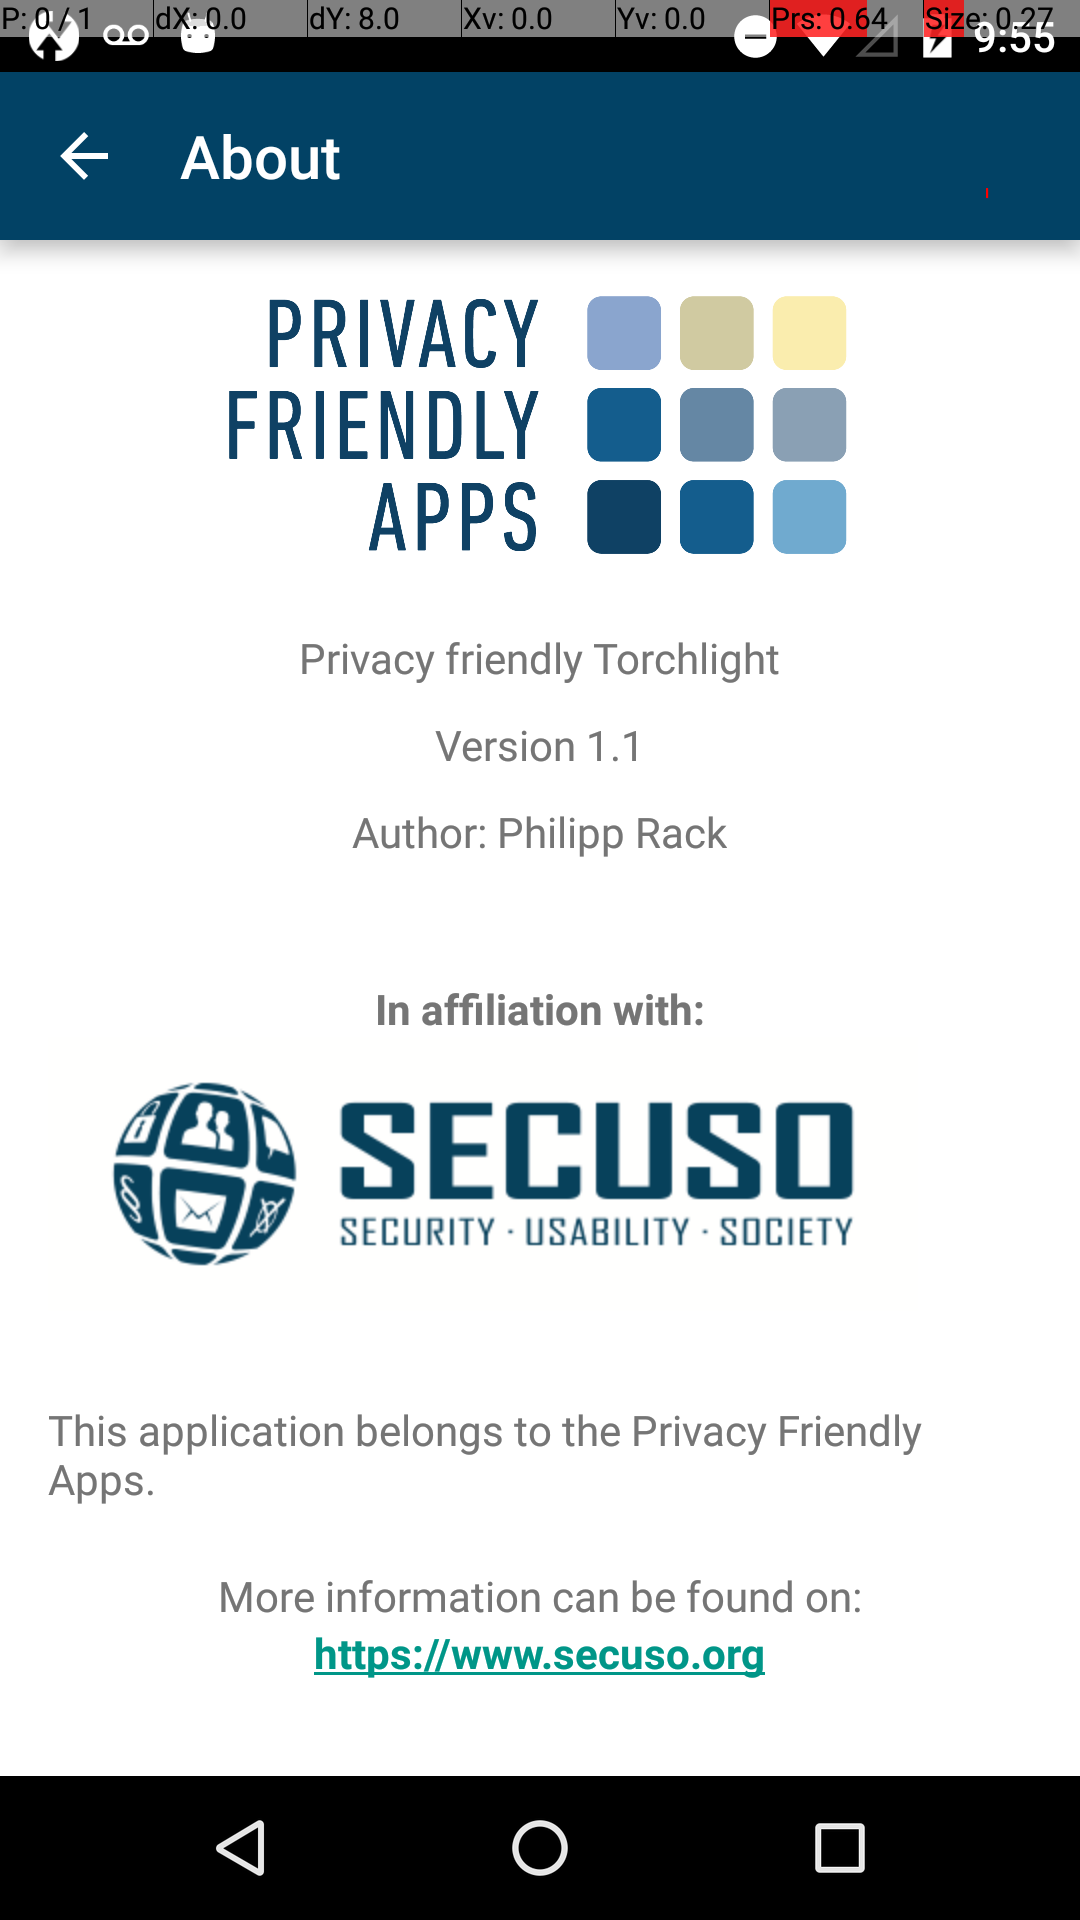 P: 0 / 1 dX: 0.0 dY: 8.0 Xv: 0.0 Yv: 0.0 Prs: 0.64 Size: 0.27
9:55
About
PRIVACY
FRIENDLY
APPS
Privacy friendly Torchlight
Version 1.1
Author: Philipp Rack
In affiliation with:
SECUSO
SECURITY · USABILITY · SOCIETY
This application belongs to the Privacy Friendly
Apps.
More information can be found on:
https://www.secuso.org